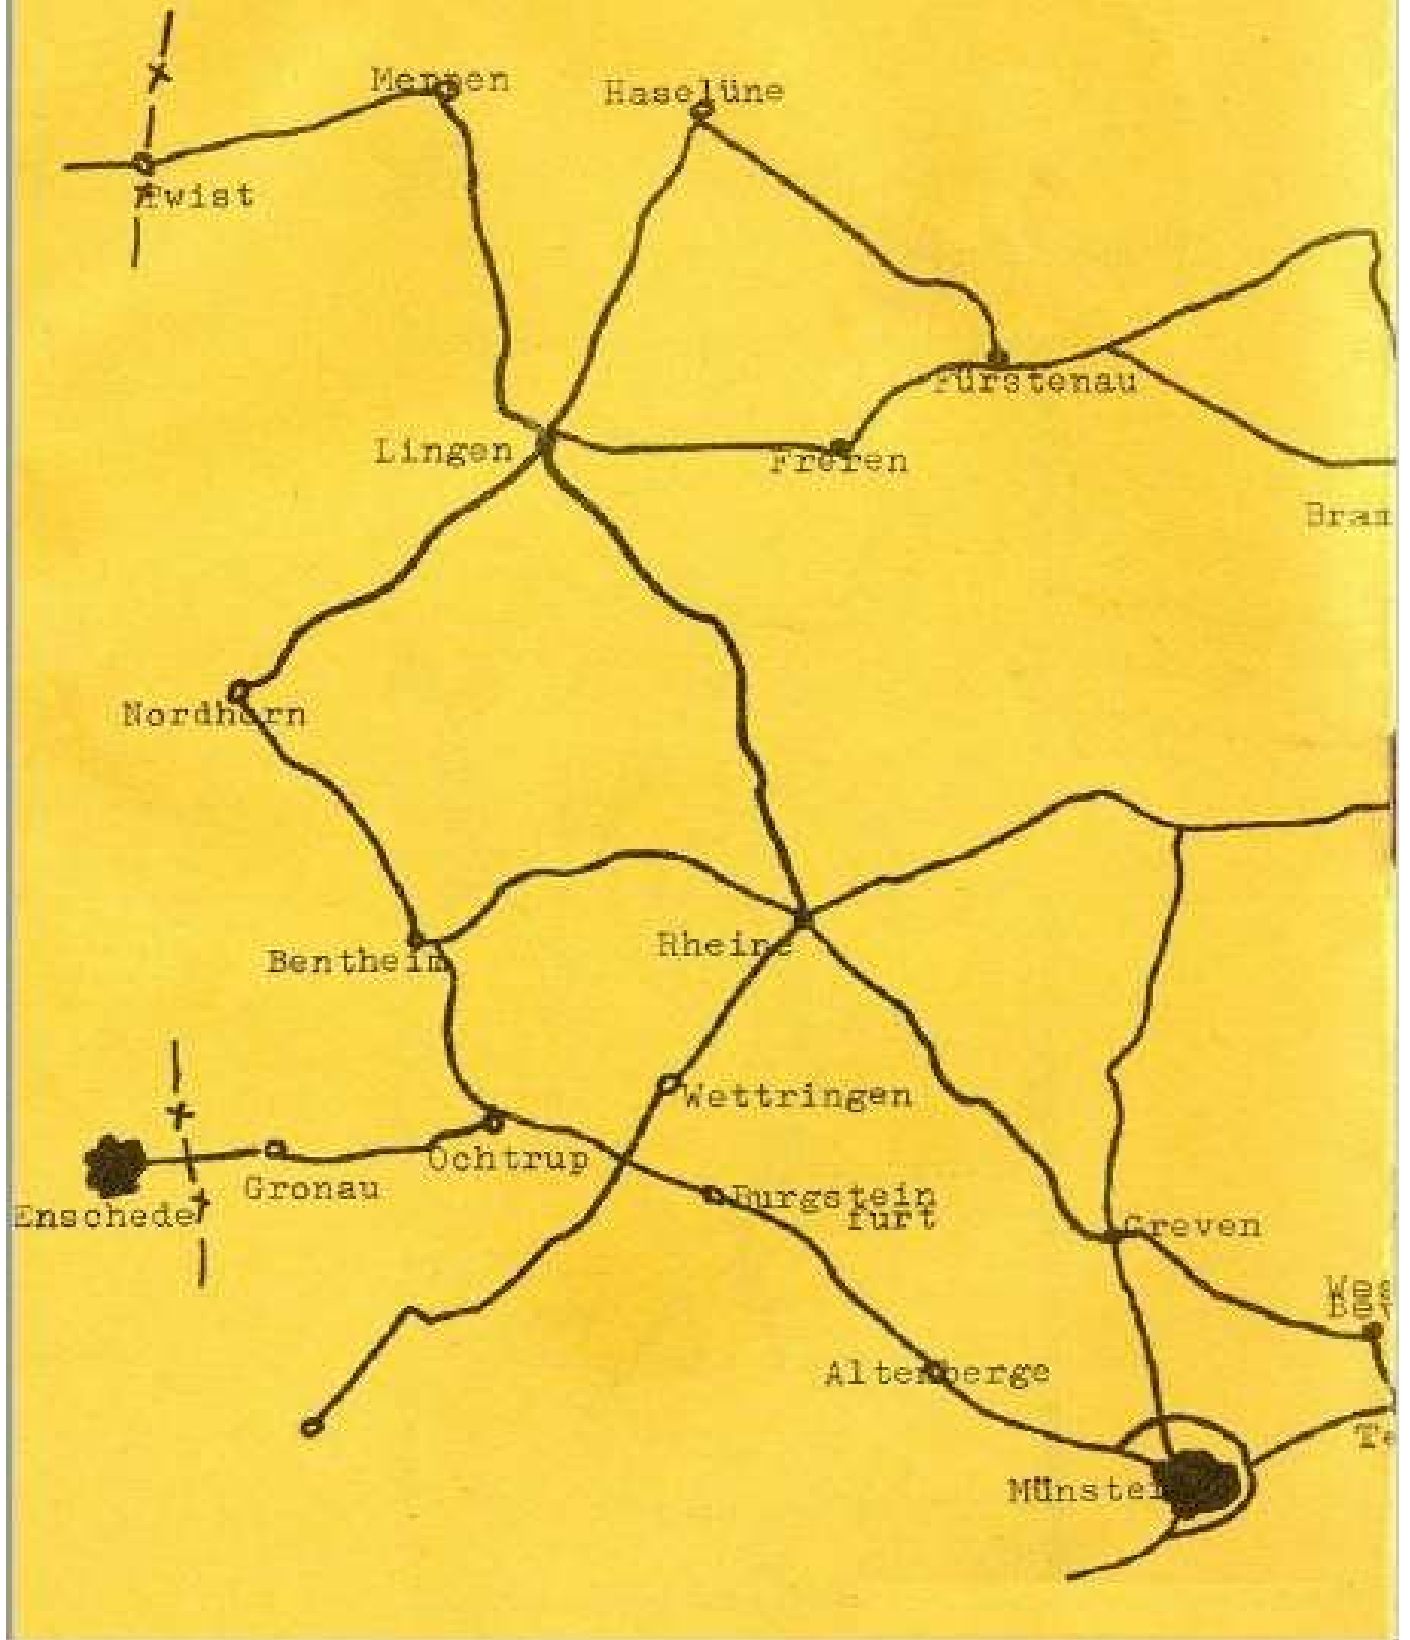 Meppen
Haselüne
Twist
Fürstenau
Lingen
Freren
Nordhorn
Rheine
Bentheim
Wettringen
Ochtrup
Gronau
Burgstein
furt
Enschede
Greven
Altenberge
Münster